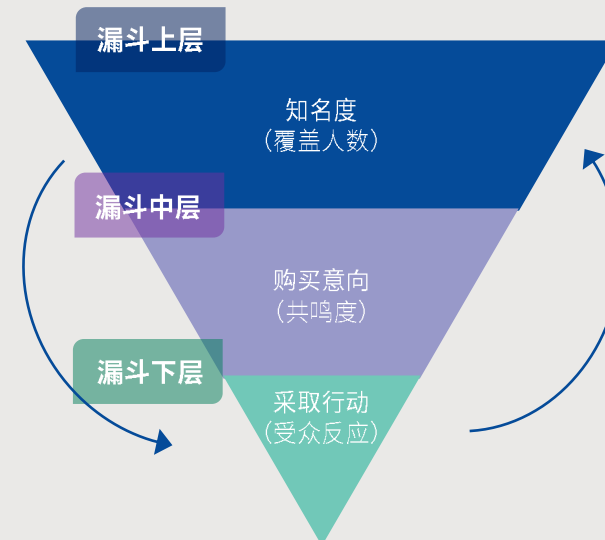 漏斗上层
知名度
（覆盖人数）
漏斗中层
购买意向
（共鸣度）
漏斗下层
采取行动
（受众反应）